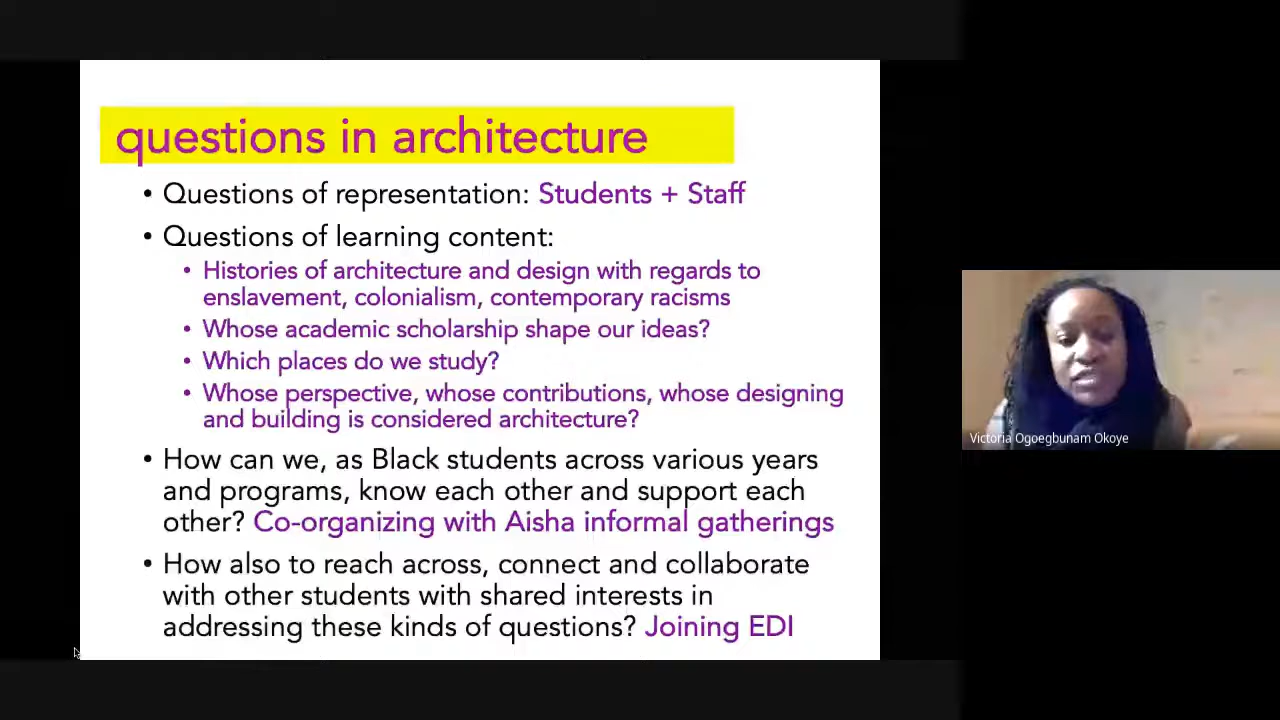 questions in architecture
• Questions of representation: Students + Staff
• Questions of learning content:
• Histories of architecture and design with regards to
enslavement, colonialism, contemporary racisms
• Whose academic scholarship shape our ideas?
• Which places do we study?
• Whose perspective, whose contributions, whose designing
and building is considered architecture?
• How can we, as Black students across various years
and programs, know each other and support each
other? Co-organizing with Aisha informal gatherings
• How also to reach across, connect and collaborate
with other students with shared interests in
addressing these kinds of questions? Joining EDI
Victoria Ogoegbunam Okoye